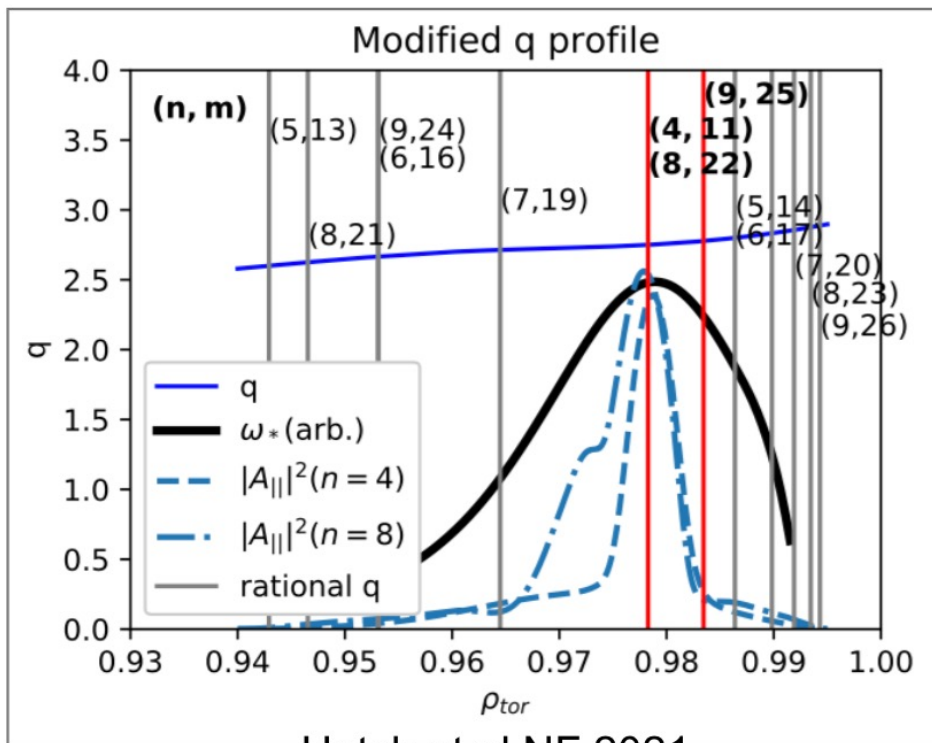 Modified q profile
4.0
3.5
3.0
2.5
2.0
1.5
1.0
0.5
0.0
q
(n, m)
(5,13)
(8,21)
(9,24)
(6,16)
(7,19)
(9, 25)
(4, 11)
(8, 22)
(5,14)
(6,17)
(7,20)
(8,23)
(9,26)
q
ω*(arb.)
|A|||²(n = 4)
|A|||²(n = 8)
rational q
0.93 0.94 0.95 0.96 0.97 0.98 0.99 1.00
ρtor